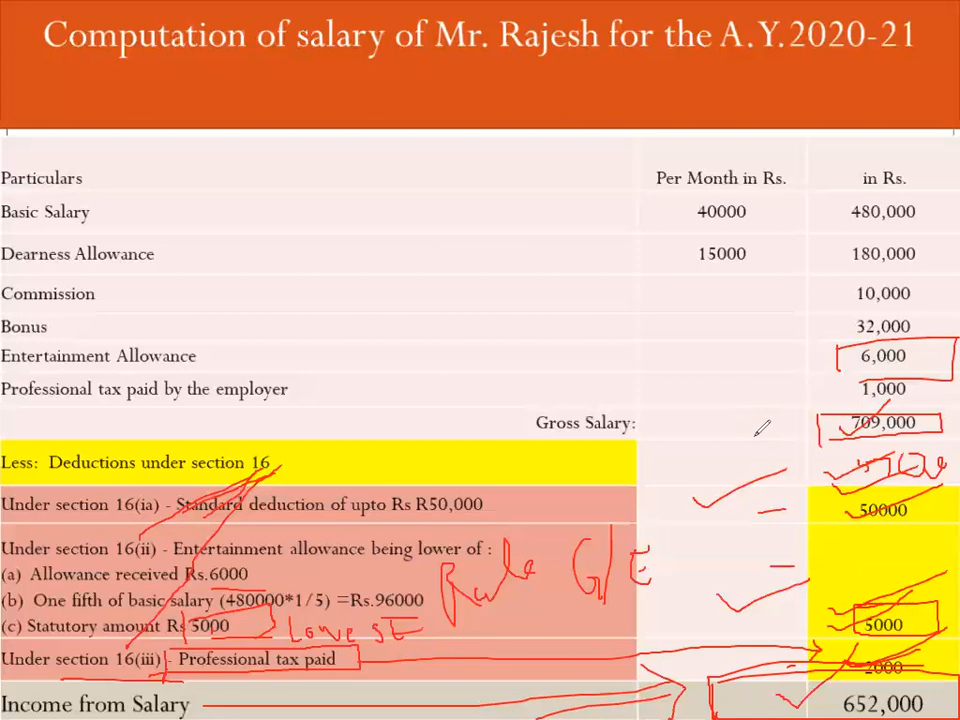 Computation of salary of Mr. Rajesh for the A.Y.2020-21
Particulars Per Month in Rs. in Rs.
Basic Salary 40000 480,000
Dearness Allowance 15000 180,000
Commission 10,000
Bonus 32,000
Entertainment Allowance 6,000
Professional tax paid by the employer 1,000
Gross Salary: 709,000
Less: Deductions under section 16
Under section 16(ia) - Standard deduction of upto Rs R50,000 50000
Under section 16(ii) - Entertainment allowance being lower of :
(a) Allowance received Rs.6000
Rule G/E
(b) One fifth of basic salary (480000*1/5) =Rs.96000
(c) Statutory amount Rs 5000 5000
Lowest
Under section 16(iii) - Professional tax paid 2000
Income from Salary 652,000